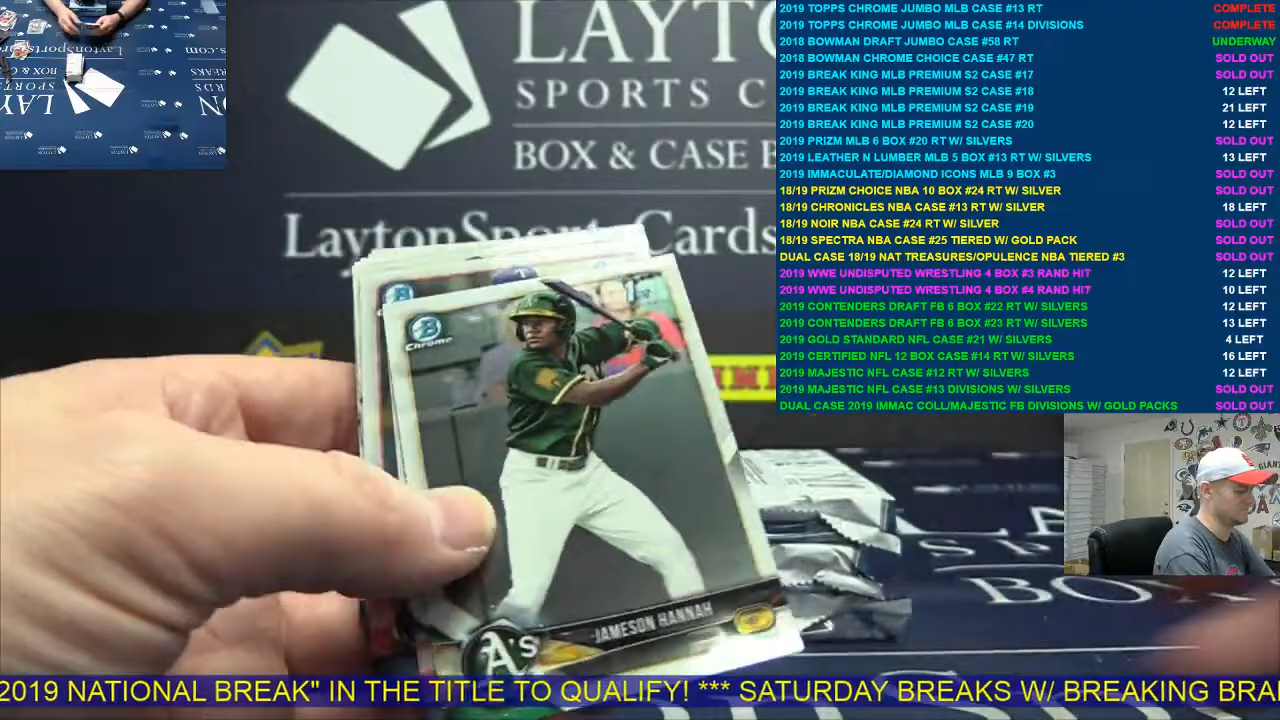 2019 TOPPS CHROME JUMBO MLB CASE #13 RT COMPLETE
2019 TOPPS CHROME JUMBO MLB CASE #14 DIVISIONS COMPLETE
2018 BOWMAN DRAFT JUMBO CASE #58 RT UNDERWAY
2018 BOWMAN CHROME CHOICE CASE #47 RT SOLD OUT
2019 BREAK KING MLB PREMIUM S2 CASE #17 SOLD OUT
2019 BREAK KING MLB PREMIUM S2 CASE #18 12 LEFT
2019 BREAK KING MLB PREMIUM S2 CASE #19 21 LEFT
2019 BREAK KING MLB PREMIUM S2 CASE #20 12 LEFT
2019 PRIZM MLB 6 BOX #20 RT W/ SILVERS SOLD OUT
2019 LEATHER N LUMBER MLB 5 BOX #13 RT W/ SILVERS 13 LEFT
2019 IMMACULATE/DIAMOND ICONS MLB 9 BOX #3 SOLD OUT
18/19 PRIZM CHOICE NBA 10 BOX #24 RT W/ SILVER SOLD OUT
18/19 CHRONICLES NBA CASE #13 RT W/ SILVER 18 LEFT
18/19 NOIR NBA CASE #24 RT W/ SILVER SOLD OUT
18/19 SPECTRA NBA CASE #25 TIERED W/ GOLD PACK SOLD OUT
DUAL CASE 18/19 NAT TREASURES/OPULENCE NBA TIERED #3 SOLD OUT
2019 WWE UNDISPUTED WRESTLING 4 BOX #3 RAND HIT 12 LEFT
2019 WWE UNDISPUTED WRESTLING 4 BOX #4 RAND HIT 10 LEFT
2019 CONTENDERS DRAFT FB 6 BOX #22 RT W/ SILVERS 12 LEFT
2019 CONTENDERS DRAFT FB 6 BOX #23 RT W/ SILVERS 13 LEFT
2019 GOLD STANDARD NFL CASE #21 W/ SILVERS 4 LEFT
2019 CERTIFIED NFL 12 BOX CASE #14 RT W/ SILVERS 16 LEFT
2019 MAJESTIC NFL CASE #12 RT W/ SILVERS 12 LEFT
2019 MAJESTIC NFL CASE #13 DIVISIONS W/ SILVERS SOLD OUT
DUAL CASE 2019 IMMAC COLL/MAJESTIC FB DIVISIONS W/ GOLD PACKS SOLD OUT
LAYTO
SPORTS C
BOX & CASE B
LaytonSports Cards
B Chrome
1st
JAMESON HANNAH
A's
2019 NATIONAL BREAK" IN THE TITLE TO QUALIFY! *** SATURDAY BREAKS W/ BREAKING BRA